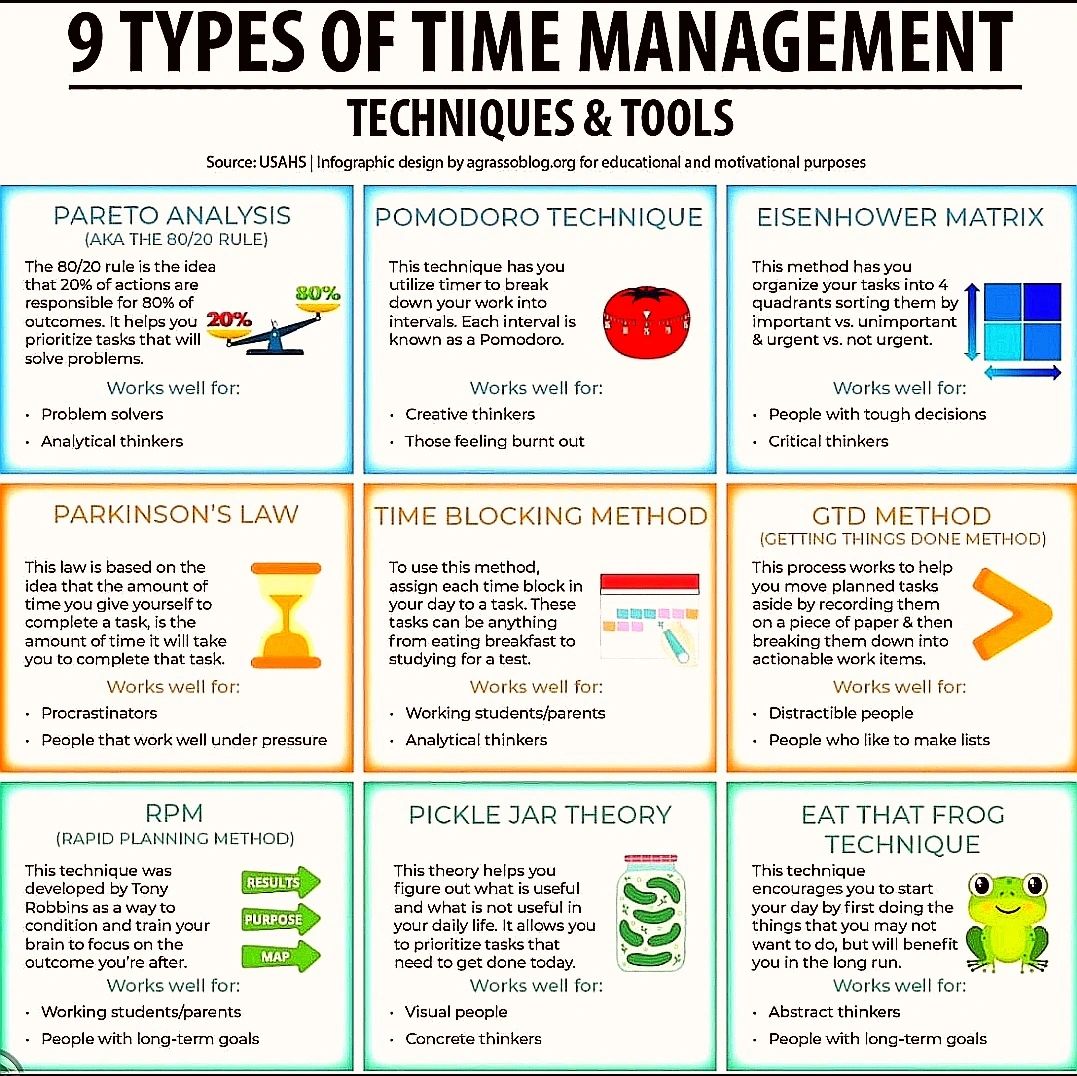 9 TYPES OF TIME MANAGEMENT
TECHNIQUES & TOOLS
Source: USAHS | Infographic design by agrassoblog.org for educational and motivational purposes
PARETO ANALYSIS
(AKA THE 80/20 RULE)
The 80/20 rule is the idea
that 20% of actions are
responsible for 80% of
outcomes. It helps you
prioritize tasks that will
solve problems.
20%
80%
Works well for:
· Problem solvers
· Analytical thinkers
POMODORO TECHNIQUE
This technique has you
utilize timer to break
down your work into
intervals. Each interval is
known as a Pomodoro.
Works well for:
· Creative thinkers
· Those feeling burnt out
EISENHOWER MATRIX
This method has you
organize your tasks into 4
quadrants sorting them by
important vs. unimportant
& urgent vs. not urgent.
Works well for:
· People with tough decisions
· Critical thinkers
PARKINSON'S LAW
This law is based on the
idea that the amount of
time you give yourself to
complete a task, is the
amount of time it will take
you to complete that task.
Works well for:
· Procrastinators
· People that work well under pressure
TIME BLOCKING METHOD
To use this method,
assign each time block in
your day to a task. These
tasks can be anything
from eating breakfast to
studying for a test.
Works well for:
· Working students/parents
· Analytical thinkers
GTD METHOD
(GETTING THINGS DONE METHOD)
This process works to help
you move planned tasks
aside by recording them
on a piece of paper & then
breaking them down into
actionable work items.
Works well for:
· Distractible people
· People who like to make lists
RPM
(RAPID PLANNING METHOD)
This technique was
developed by Tony
Robbins as a way to
condition and train your
brain to focus on the
outcome you're after.
RESULTS
PURPOSE
MAP
Works well for:
· Working students/parents
· People with long-term goals
PICKLE JAR THEORY
This theory helps you
figure out what is useful
and what is not useful in
your daily life. It allows you
to prioritize tasks that
need to get done today.
Works well for:
· Visual people
· Concrete thinkers
EAT THAT FROG
TECHNIQUE
This technique
encourages you to start
your day by first doing the
things that you may not
want to do, but will benefit
you in the long run.
Works well for:
· Abstract thinkers
· People with long-term goals